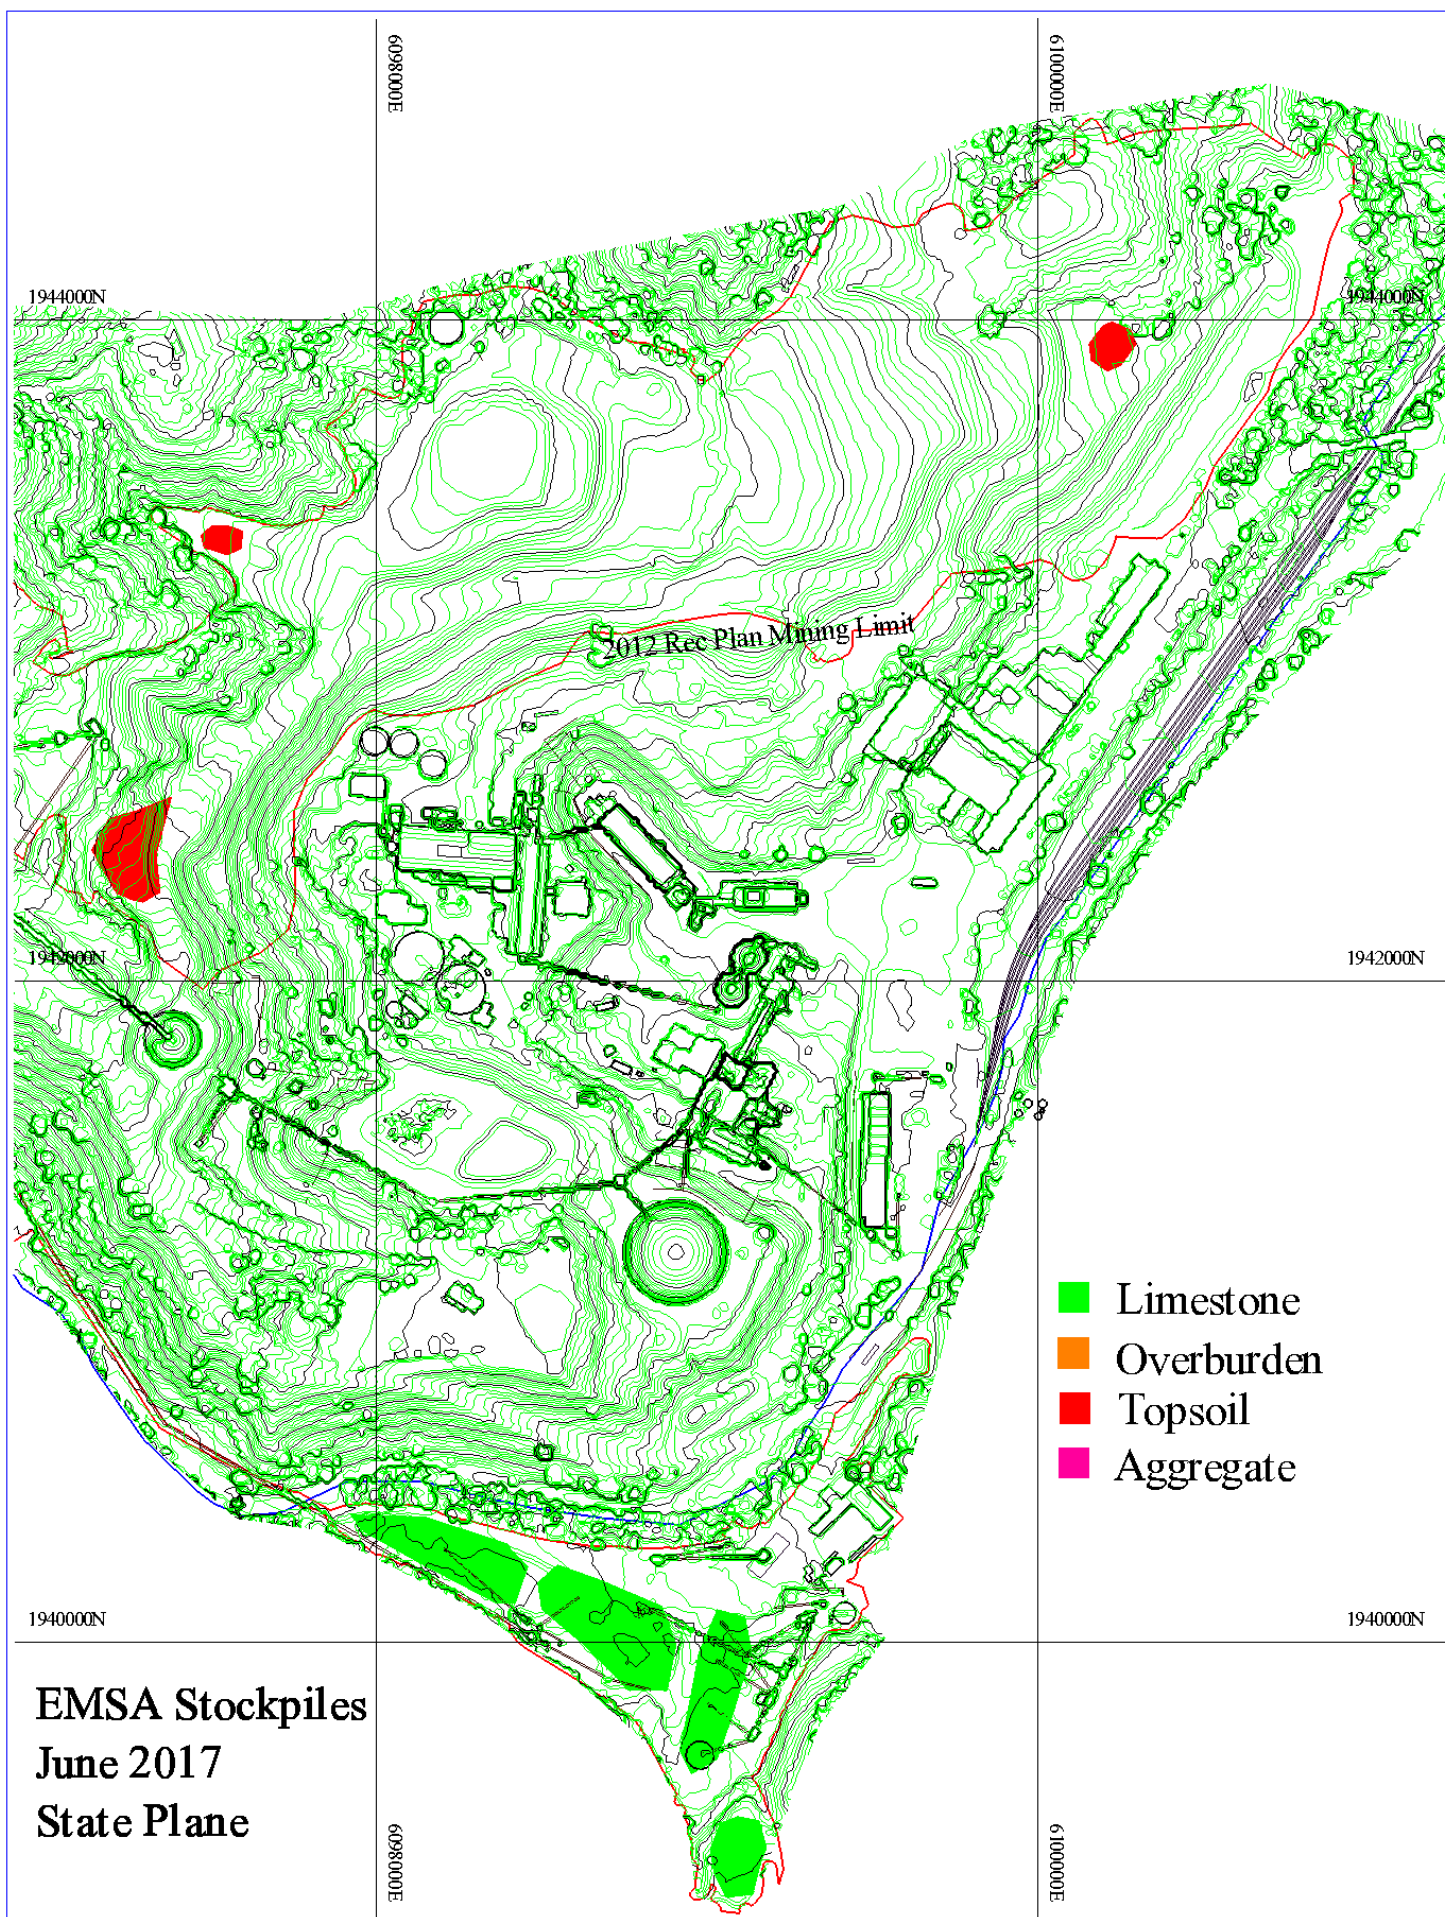 6098000E
6100000E
1944000N
1944000N
2012 Rec Plan Mining Limit
1942000N
1942000N
Limestone
Overburden
Topsoil
Aggregate
1940000N
1940000N
EMSA Stockpiles
June 2017
State Plane
6098000E
6100000E